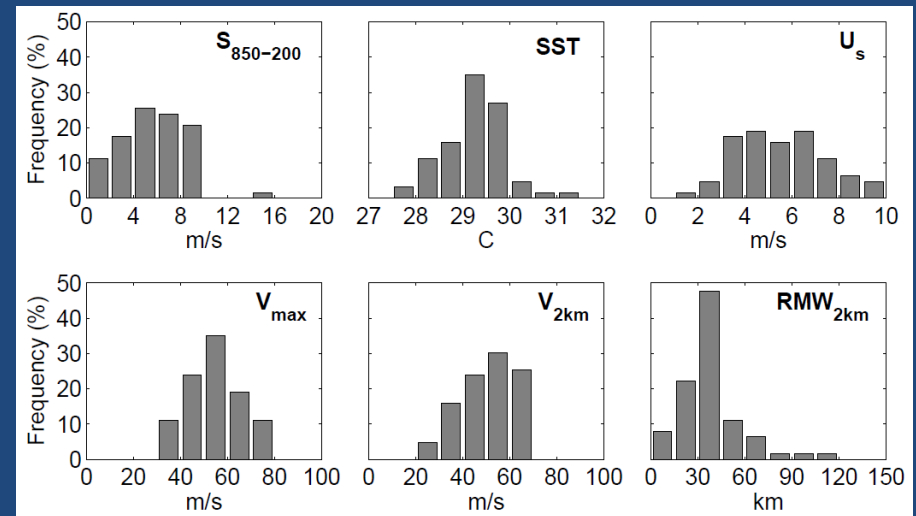 S850−200
SST
Us
Frequency (%)
50
40
30
20
10
0
0 4 8 12 16 20
27 28 29 30 31 32
0 2 4 6 8 10
m/s
C
m/s
Vmax
V2km
RMW2km
Frequency (%)
50
40
30
20
10
0
0 20 40 60 80 100
0 20 40 60 80 100
0 30 60 90 120 150
m/s
m/s
km